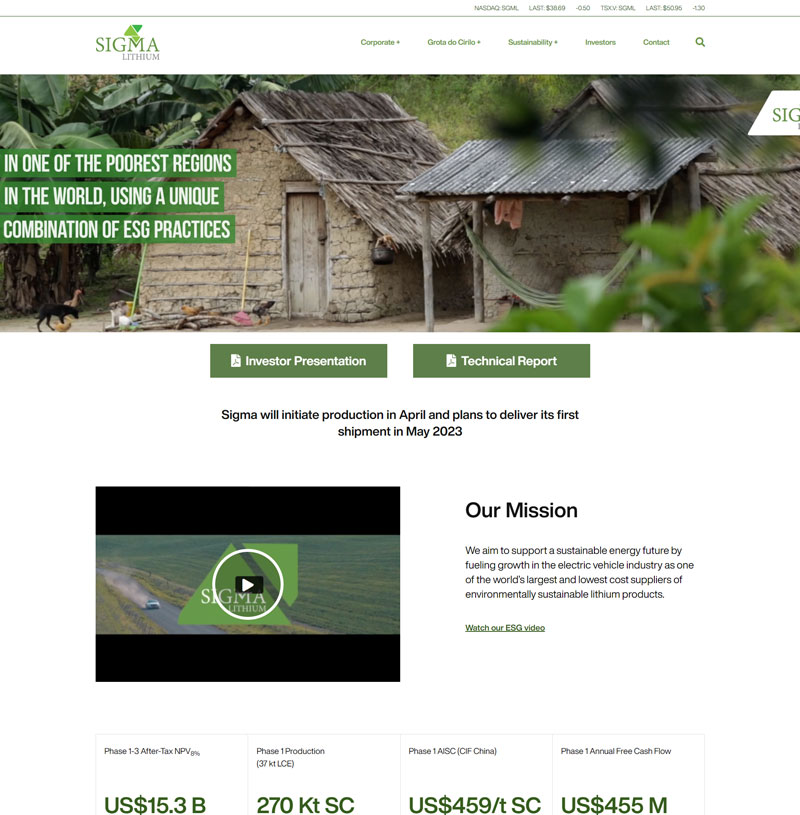 NASDAQ: SGML LAST: $38.69 -0.50 TSX.V: SGML LAST: $50.95 -1.30
SIGMA
LITHIUM
Corporate + Grota do Cirilo + Sustainability + Investors Contact
SIG
IN ONE OF THE POOREST REGIONS
IN THE WORLD, USING A UNIQUE
COMBINATION OF ESG PRACTICES
Investor Presentation Technical Report
Sigma will initiate production in April and plans to deliver its first
shipment in May 2023
SIGMA
LITHIUM
Our Mission
We aim to support a sustainable energy future by
fueling growth in the electric vehicle industry as one
of the world's largest and lowest cost suppliers of
environmentally sustainable lithium products.
Watch our ESG video
Phase 1-3 After-Tax NPV8%
US$15.3 B
Phase 1 Production
(37 kt LCE)
270 Kt SC
Phase 1 AISC (CIF China)
US$459/t SC
Phase 1 Annual Free Cash Flow
US$455 M